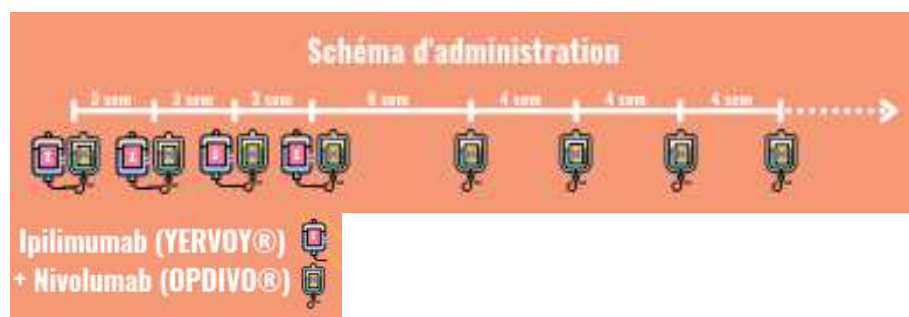 Schéma d'administration
3 sem 3 sem 3 sem 6 sem 4 sem 4 sem 4 sem
Ipilimumab (YERVOY®)
+ Nivolumab (OPDIVO®)